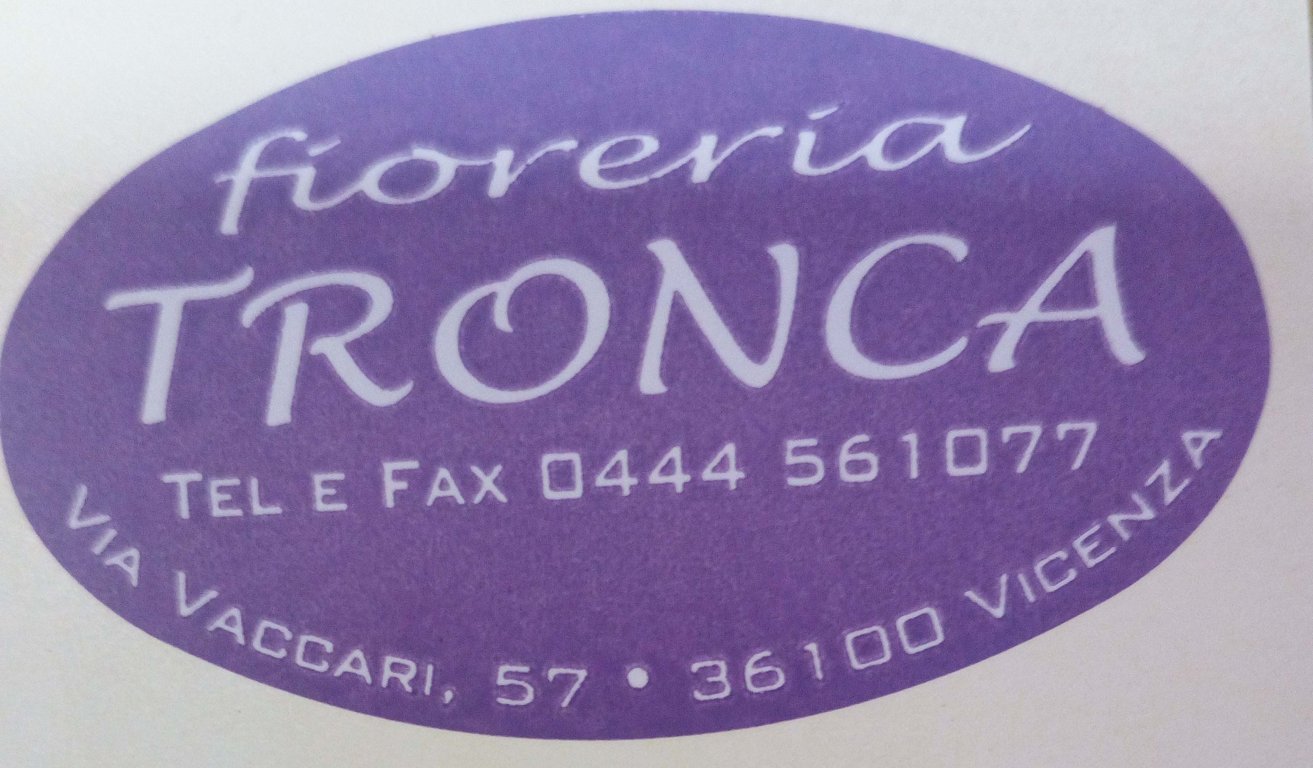 fioreria
TRONCA
TEL E FAX 0444 561077
VIA VACCARI, 57 • 36100 VICENZA